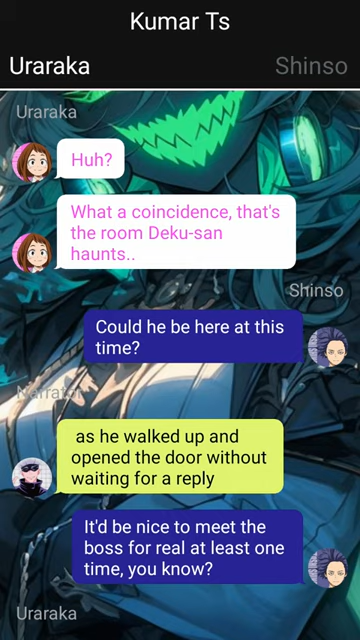 Kumar Ts
Uraraka
Shinso
Uraraka
Huh?
What a coincidence, that's
the room Deku-san
haunts..
Shinso
Could he be here at this
time?
Narrator
as he walked up and
opened the door without
waiting for a reply
It'd be nice to meet the
boss for real at least one
time, you know?
Uraraka